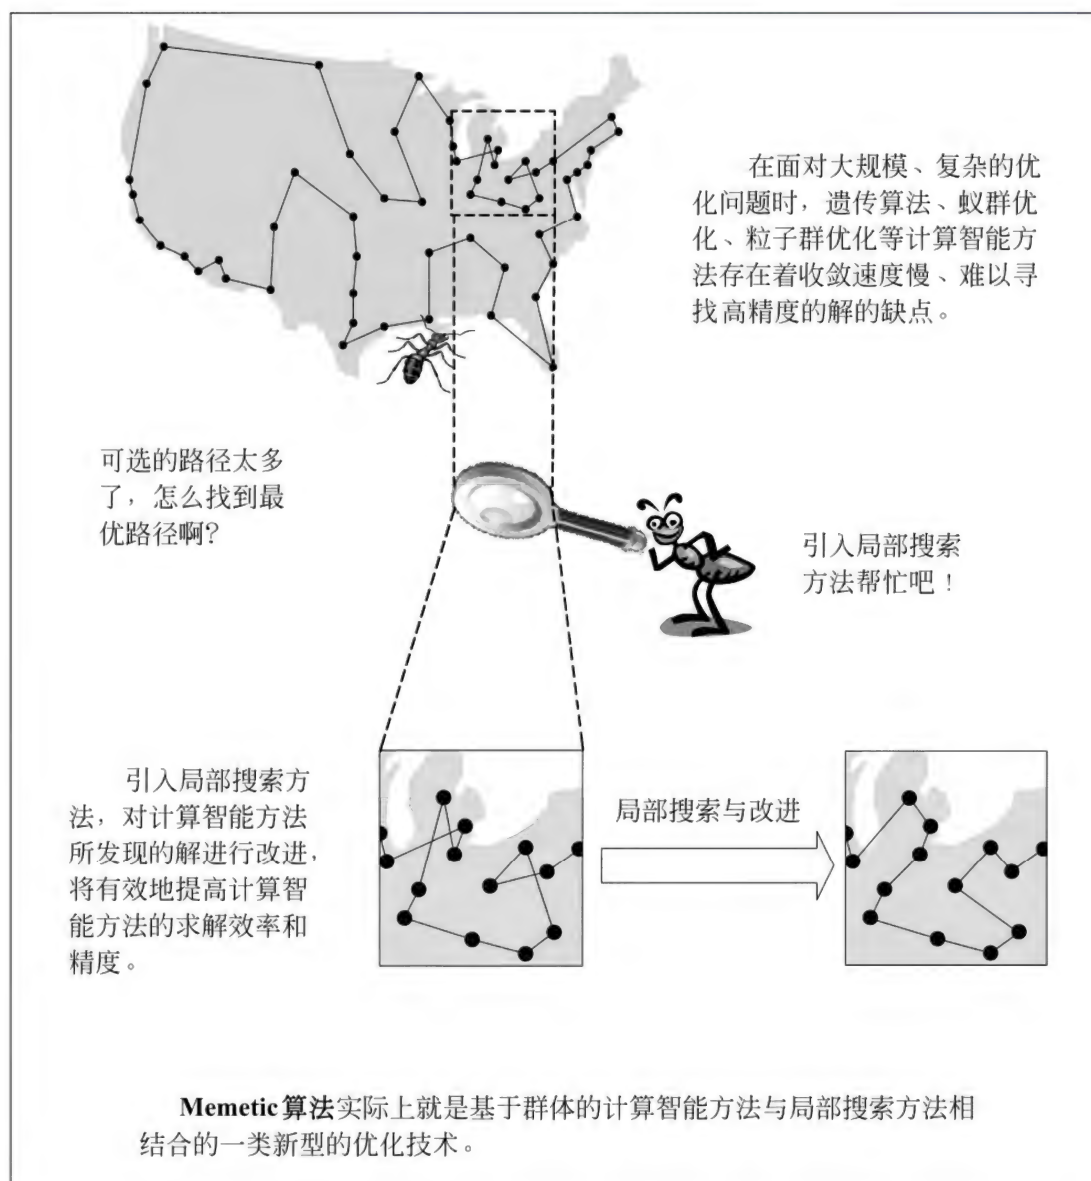 在面对大规模、复杂的优
化问题时，遗传算法、蚁群优
化、粒子群优化等计算智能方
法存在着收敛速度慢、难以寻
找高精度的解的缺点。
可选的路径太多
了，怎么找到最
优路径啊？
引入局部搜索
方法帮忙吧！
引入局部搜索方
法，对计算智能方法
所发现的解进行改进，
将有效地提高计算智
能方法的求解效率和
精度。
局部搜索与改进
Memetic算法实际上就是基于群体的计算智能方法与局部搜索方法相
结合的一类新型的优化技术。